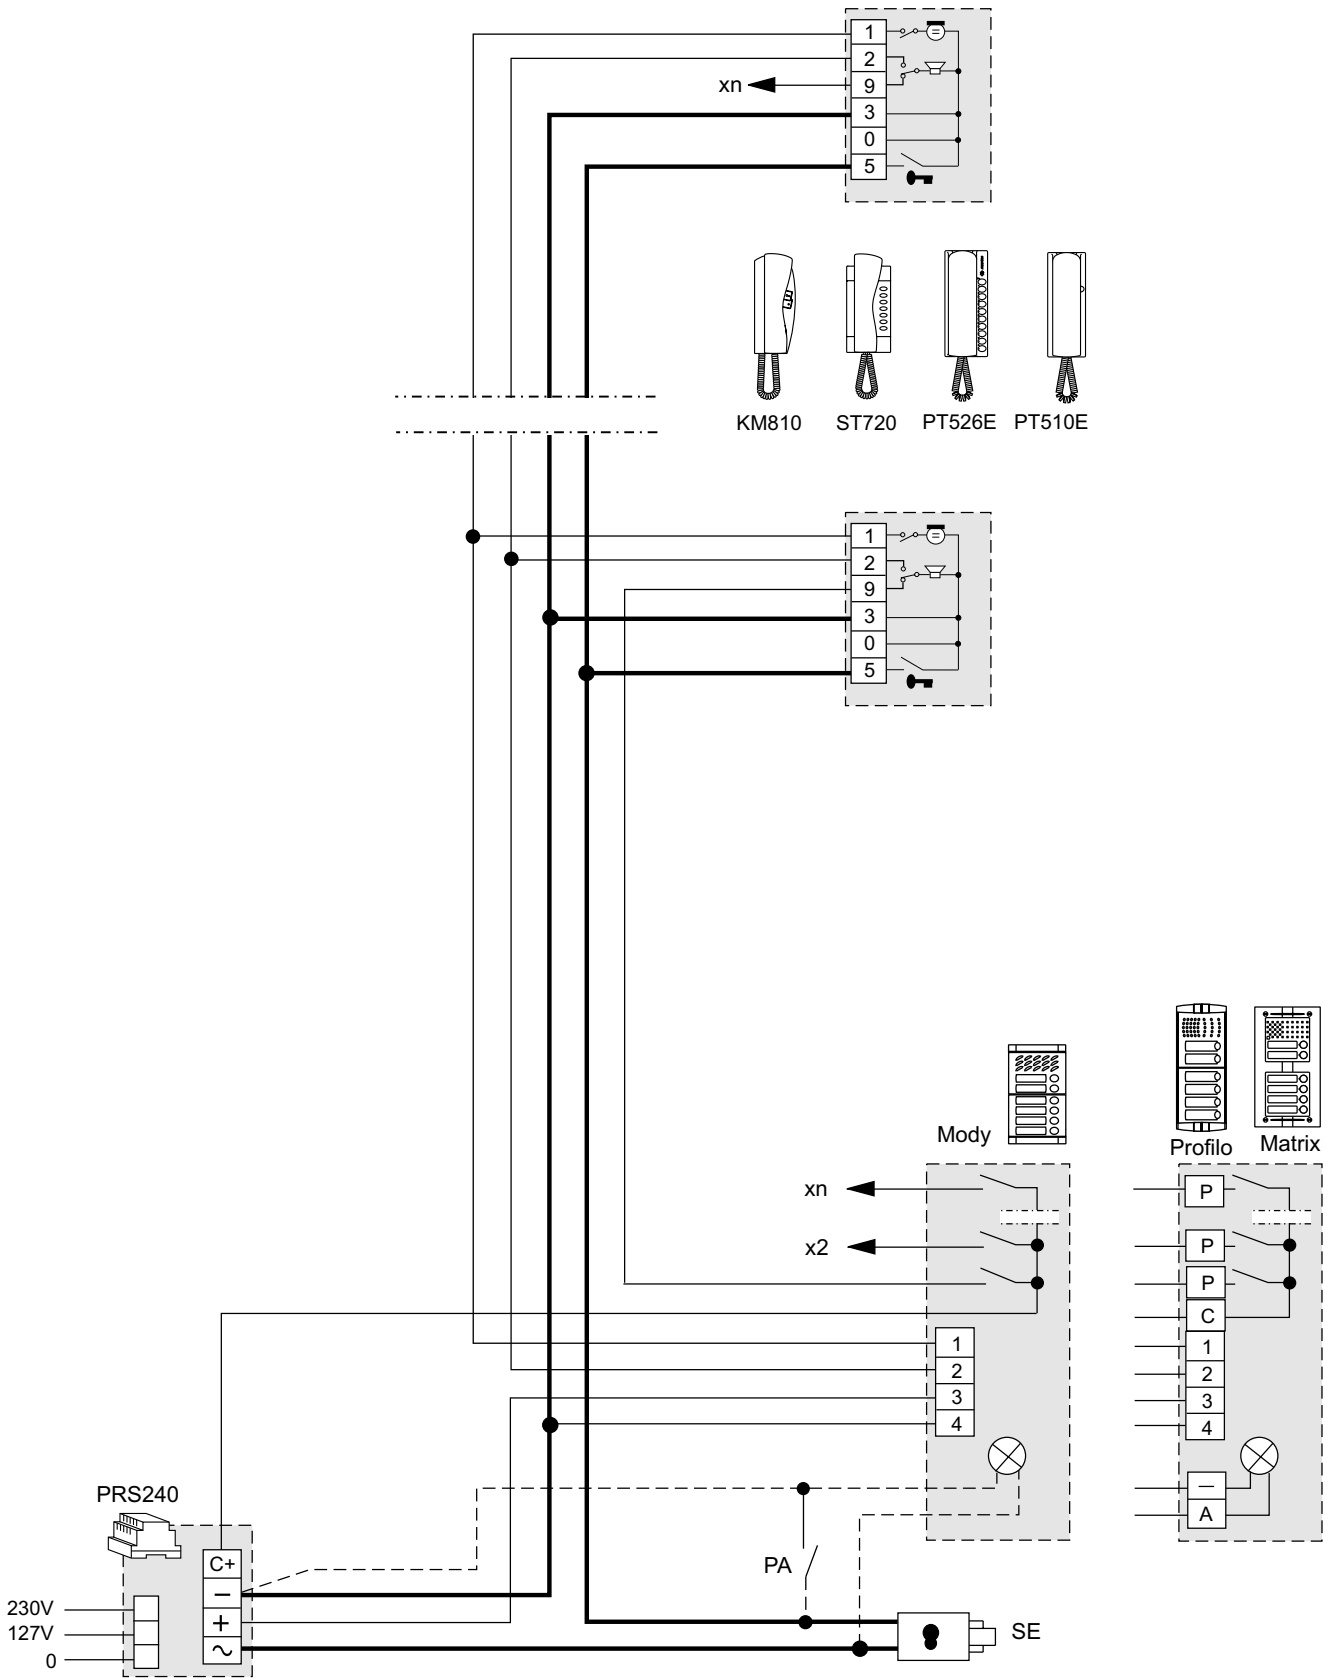 1
2
xn 9
3
0
5
KM810 ST720 PT526E PT510E
1
2
9
3
0
5
Mody Profilo Matrix
xn P
x2 P
P
C
1 1
2 2
3 3
4 4
—
A
PRS240
C+
PA
—
230V
+
127V
SE
~
0